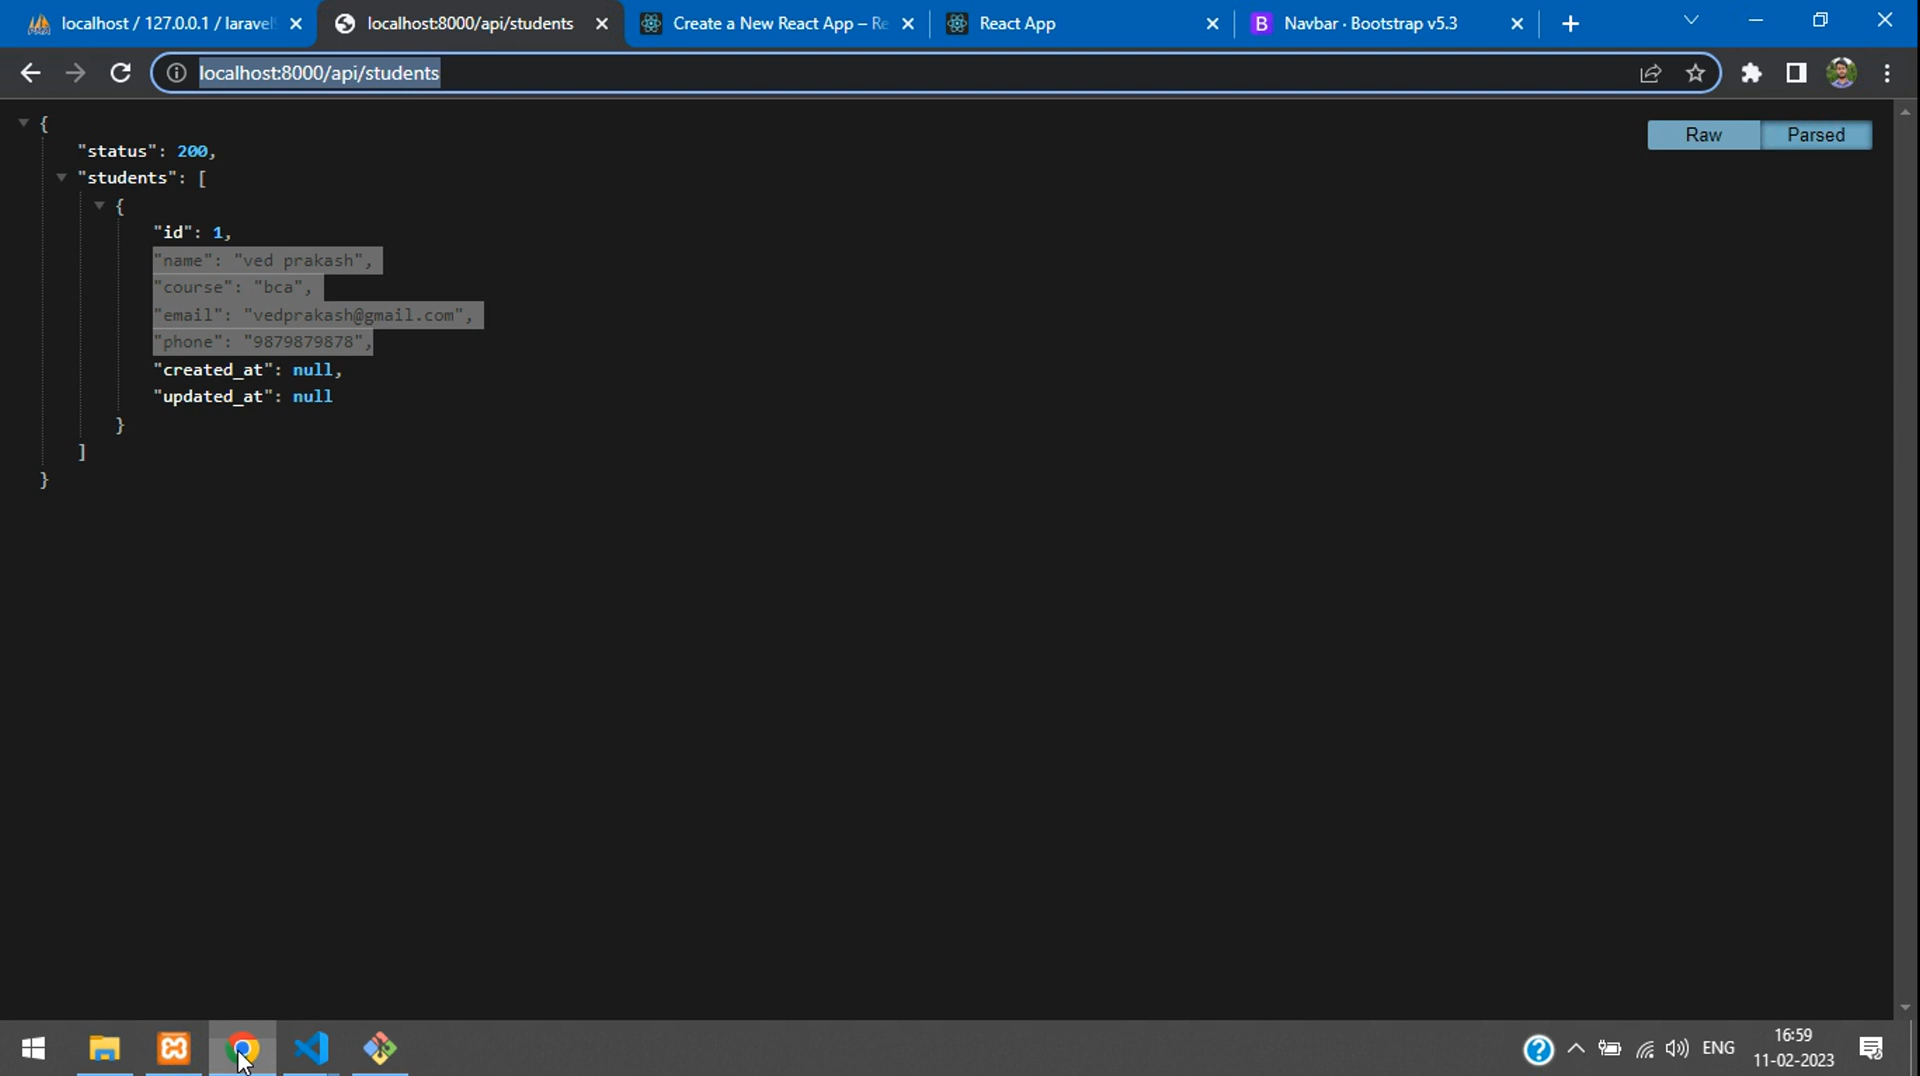 localhost / 127.0.0.1 / laravel
localhost:8000/api/students
Create a New React App – Re
React App
B Navbar · Bootstrap v5.3
localhost:8000/api/students
Raw Parsed
{
"status": 200,
"students": [
{
"id": 1,
"name": "ved prakash",
"course": "bca",
"email": "vedprakash@gmail.com",
"phone": "9879879878",
"created_at": null,
"updated_at": null
}
]
}
ENG
16:59
11-02-2023